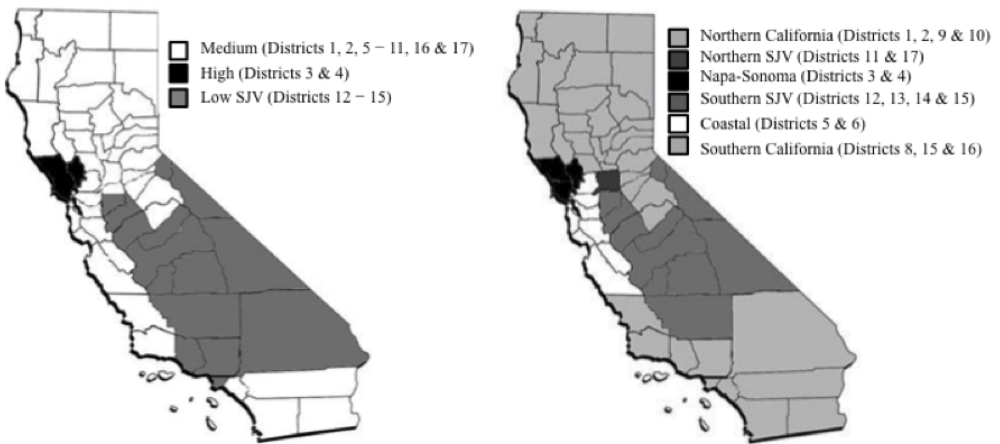 Medium (Districts 1, 2, 5 − 11, 16 & 17)
High (Districts 3 & 4)
Low SJV (Districts 12 − 15)
Northern California (Districts 1, 2, 9 & 10)
Northern SJV (Districts 11 & 17)
Napa-Sonoma (Districts 3 & 4)
Southern SJV (Districts 12, 13, 14 & 15)
Coastal (Districts 5 & 6)
Southern California (Districts 8, 15 & 16)